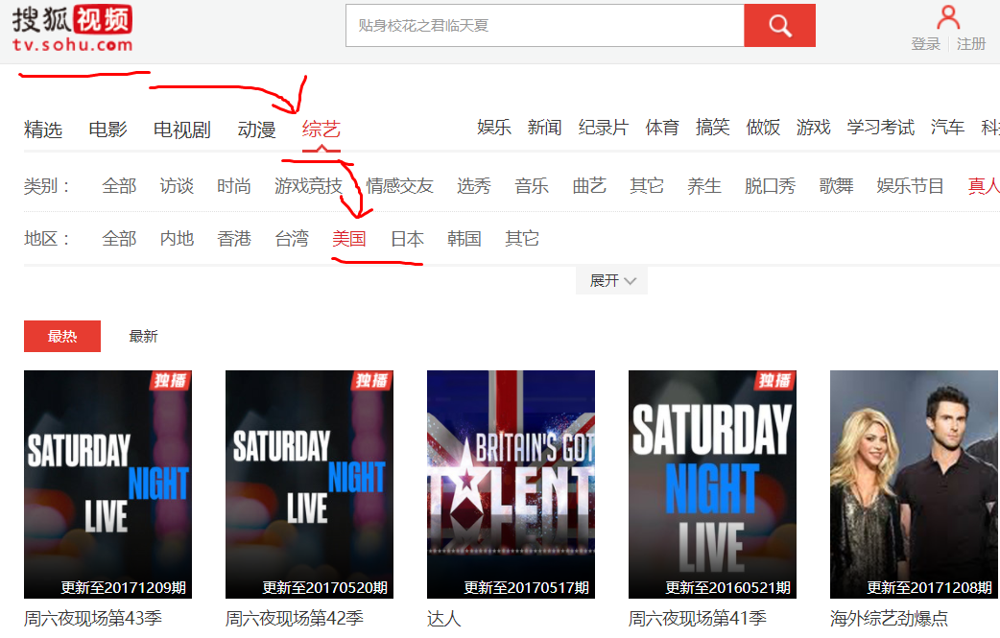 搜狐视频
tv.sohu.com
贴身校花之君临天夏
登录 注册
精选 电影 电视剧 动漫 综艺 娱乐 新闻 纪录片 体育 搞笑 做饭 游戏 学习考试 汽车
类别： 全部 访谈 时尚 游戏竞技 情感交友 选秀 音乐 曲艺 其它 养生 脱口秀 歌舞 娱乐节目 真人
地区： 全部 内地 香港 台湾 美国 日本 韩国 其它
展开
最热 最新
独播
SATURDAY
NIGHT
LIVE
更新至20171209期
周六夜现场第43季
独播
SATURDAY
NIGHT
LIVE
更新至20170520期
周六夜现场第42季
BRITAIN'S GOT
TALENT
更新至20170517期
达人
独播
SATURDAY
NIGHT
LIVE
更新至20160521期
周六夜现场第41季
更新至20171208期
海外综艺劲爆点